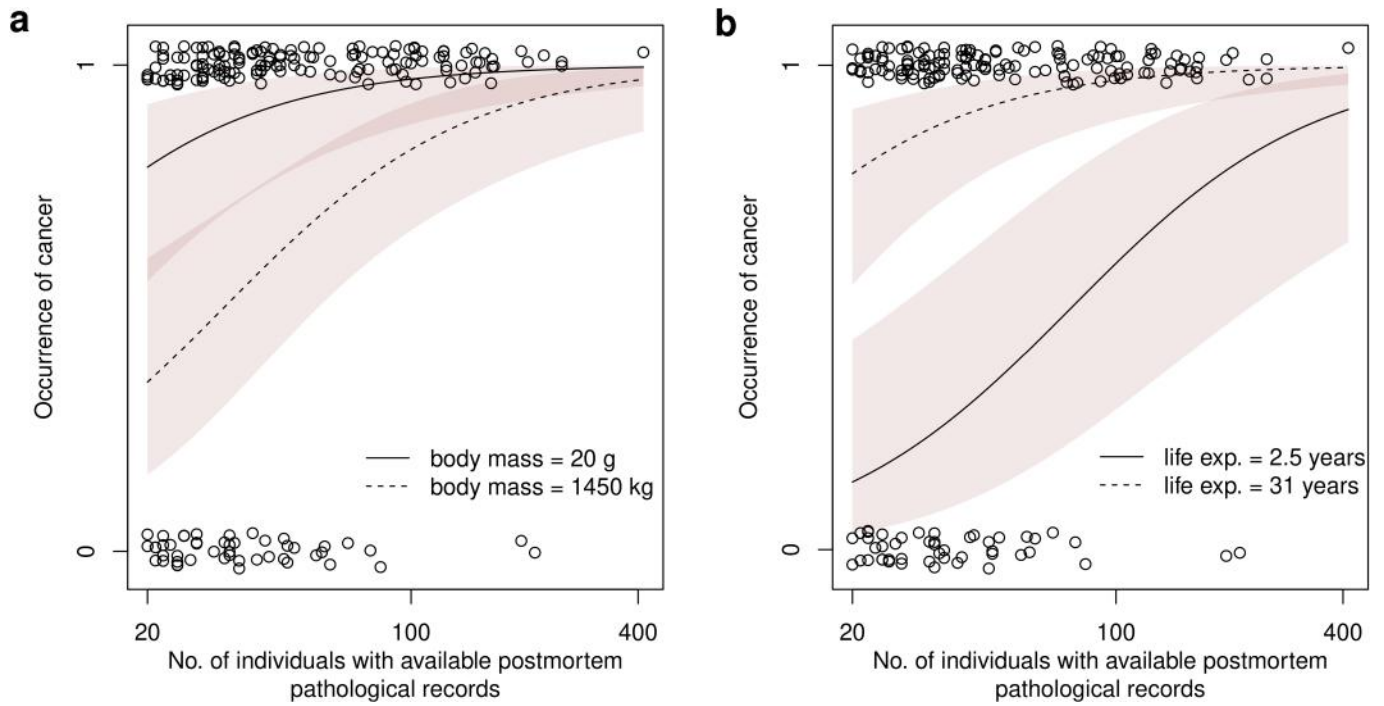 a
Occurrence of cancer
1
0
body mass = 20 g
body mass = 1450 kg
20
100
400
No. of individuals with available postmortem
pathological records
b
Occurrence of cancer
1
0
life exp. = 2.5 years
life exp. = 31 years
20
100
400
No. of individuals with available postmortem
pathological records